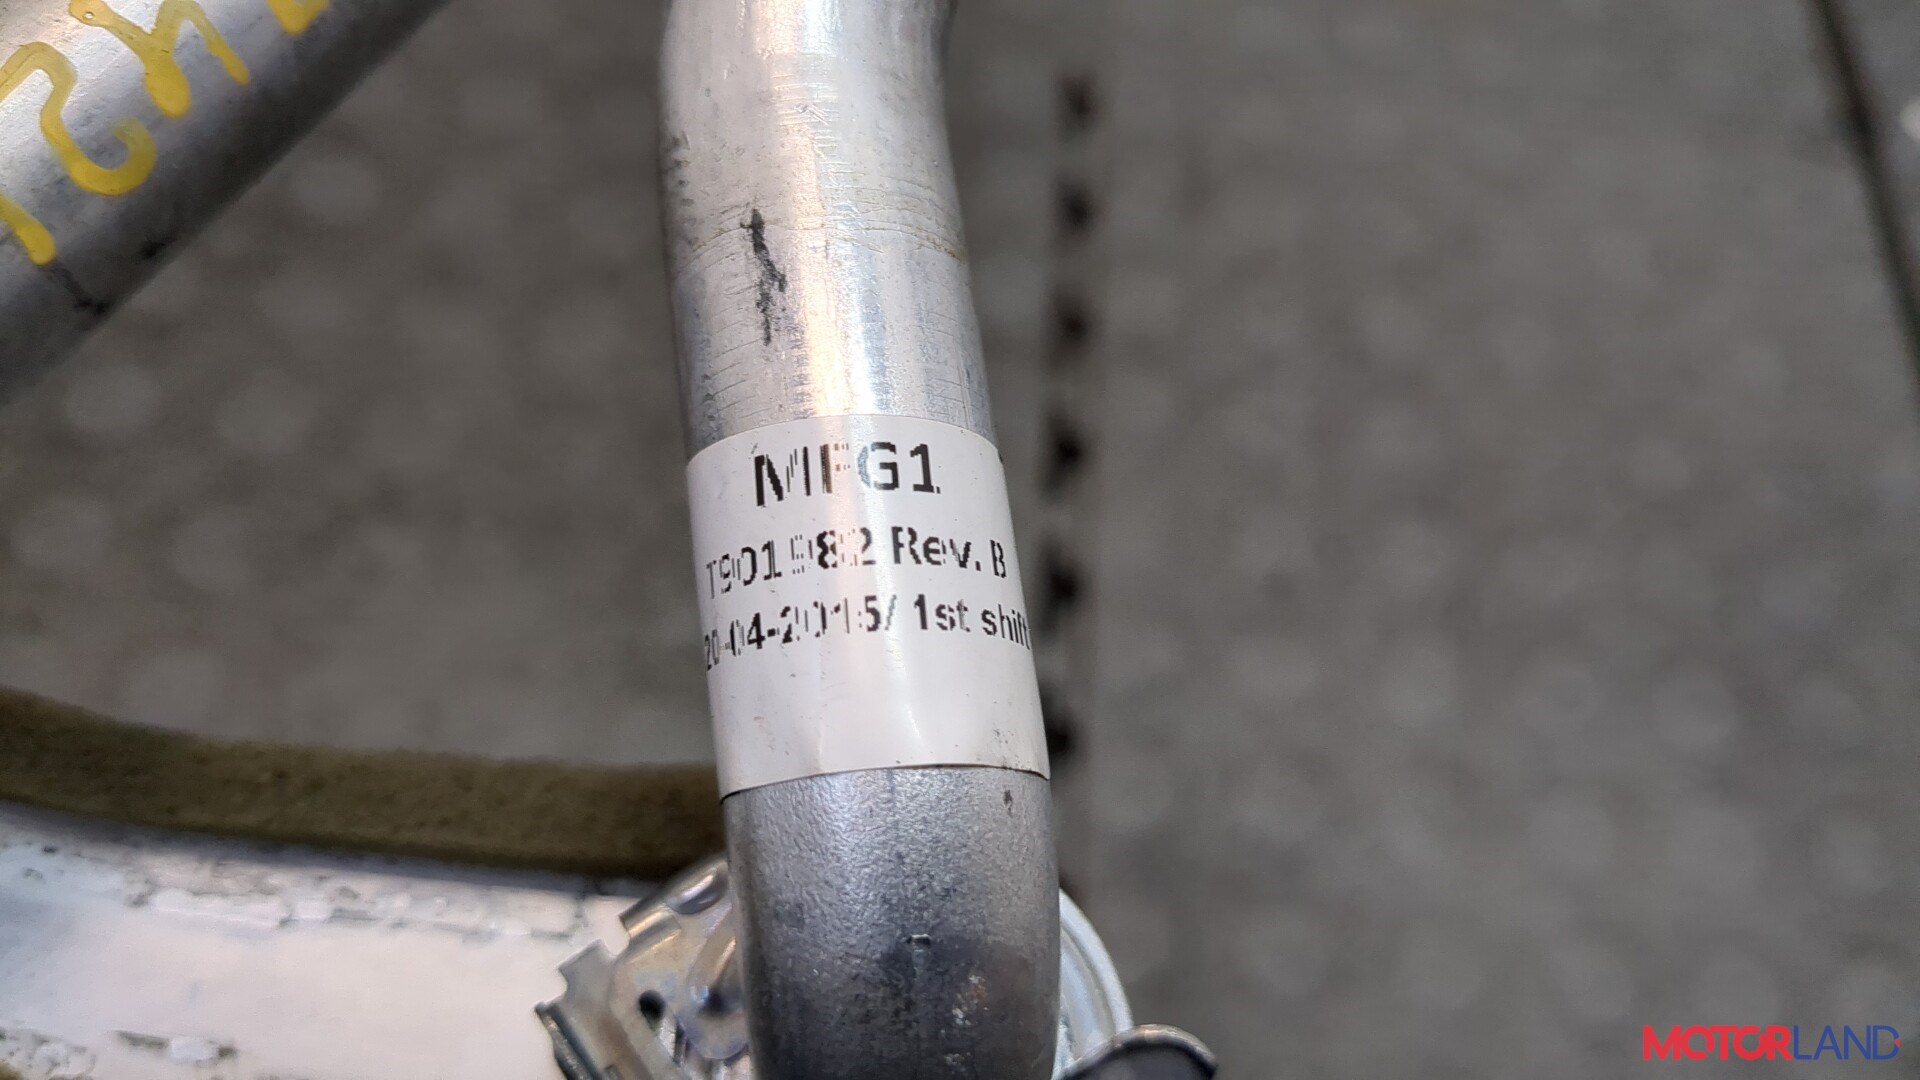 MFG1
T901982 Rev. B
20-04-2015/ 1st shift
MOTORLAND